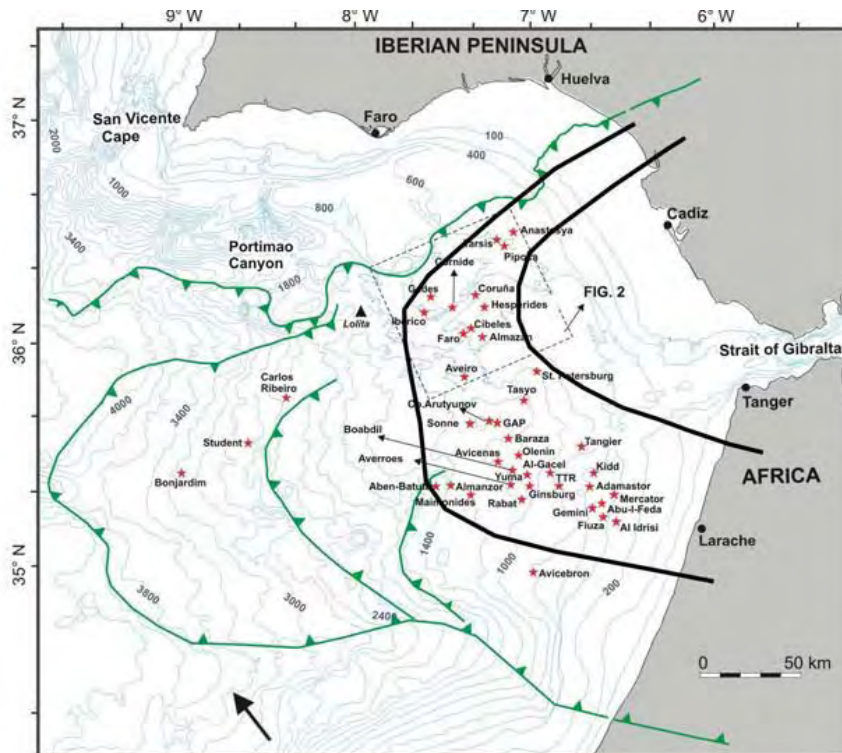 9°W
8°W
7°W
6°W
IBERIAN PENINSULA
Huelva
37° N
San Vicente
Cape
Faro
2000
100
400
1000
600
800
Cadiz
3400
Portimao
Canyon
Anastasya
Tarsis
Pipoca
1800
Cornide
Gades
Coruña
FIG. 2
Hesperides
Iberico
Lolita
Cibeles
Faro
Almazan
36° N
Strait of Gibraltar
Aveiro
St. Petersburg
Tasyo
Tanger
4000
Carlos
Ribeiro
3400
Co.Arutyunov
Sonne
GAP
Boabdil
Baraza
Student
Tangier
Averroes
Avicenas
Olenin
Al-Gacel
Kidd
AFRICA
Bonjardim
Yuma
TTR
Aben-Batuta
Almanzor
Adamastor
Maimonides
Rabat
Ginsburg
Mercator
Gemini
Abu-l-Feda
Fiuza
Al Idrisi
Larache
1400
35° N
1000
200
Avicebron
3800
3000
2400
0
50 km